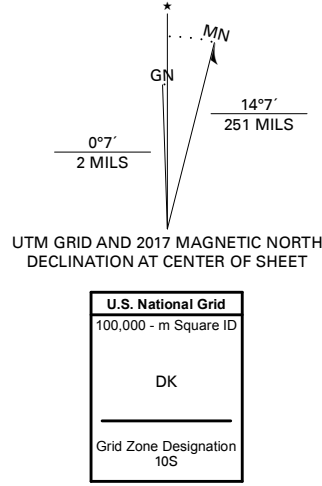 MN
GN
14°7´
251 MILS
0°7´
2 MILS
UTM GRID AND 2017 MAGNETIC NORTH
DECLINATION AT CENTER OF SHEET
U.S. National Grid
100,000 - m Square ID
DK
Grid Zone Designation
10S